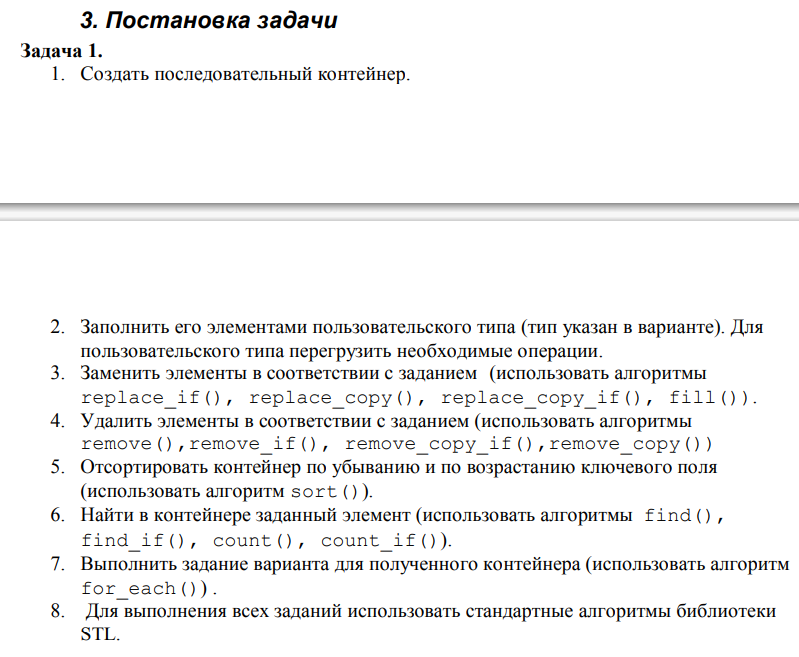 3. Постановка задачи
Задача 1.
1. Создать последовательный контейнер.
2. Заполнить его элементами пользовательского типа (тип указан в варианте). Для
пользовательского типа перегрузить необходимые операции.
3. Заменить элементы в соответствии с заданием (использовать алгоритмы
replace_if(), replace_copy(), replace_copy_if(), fill()).
4. Удалить элементы в соответствии с заданием (использовать алгоритмы
remove(),remove_if(), remove_copy_if(),remove_copy())
5. Отсортировать контейнер по убыванию и по возрастанию ключевого поля
(использовать алгоритм sort()).
6. Найти в контейнере заданный элемент (использовать алгоритмы find(),
find_if(), count(), count_if()).
7. Выполнить задание варианта для полученного контейнера (использовать алгоритм
for_each()).
8. Для выполнения всех заданий использовать стандартные алгоритмы библиотеки
STL.